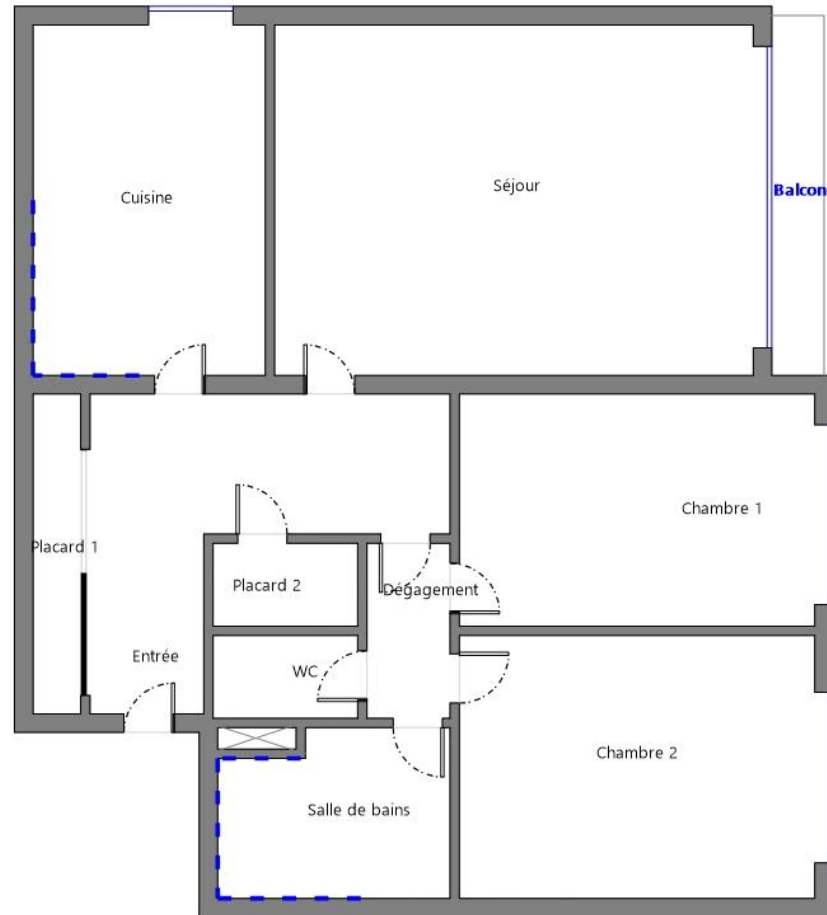 Cuisine
Séjour
Balcon
Placard 1
Chambre 1
Placard 2
Dégagement
Entrée
WC
Chambre 2
Salle de bains